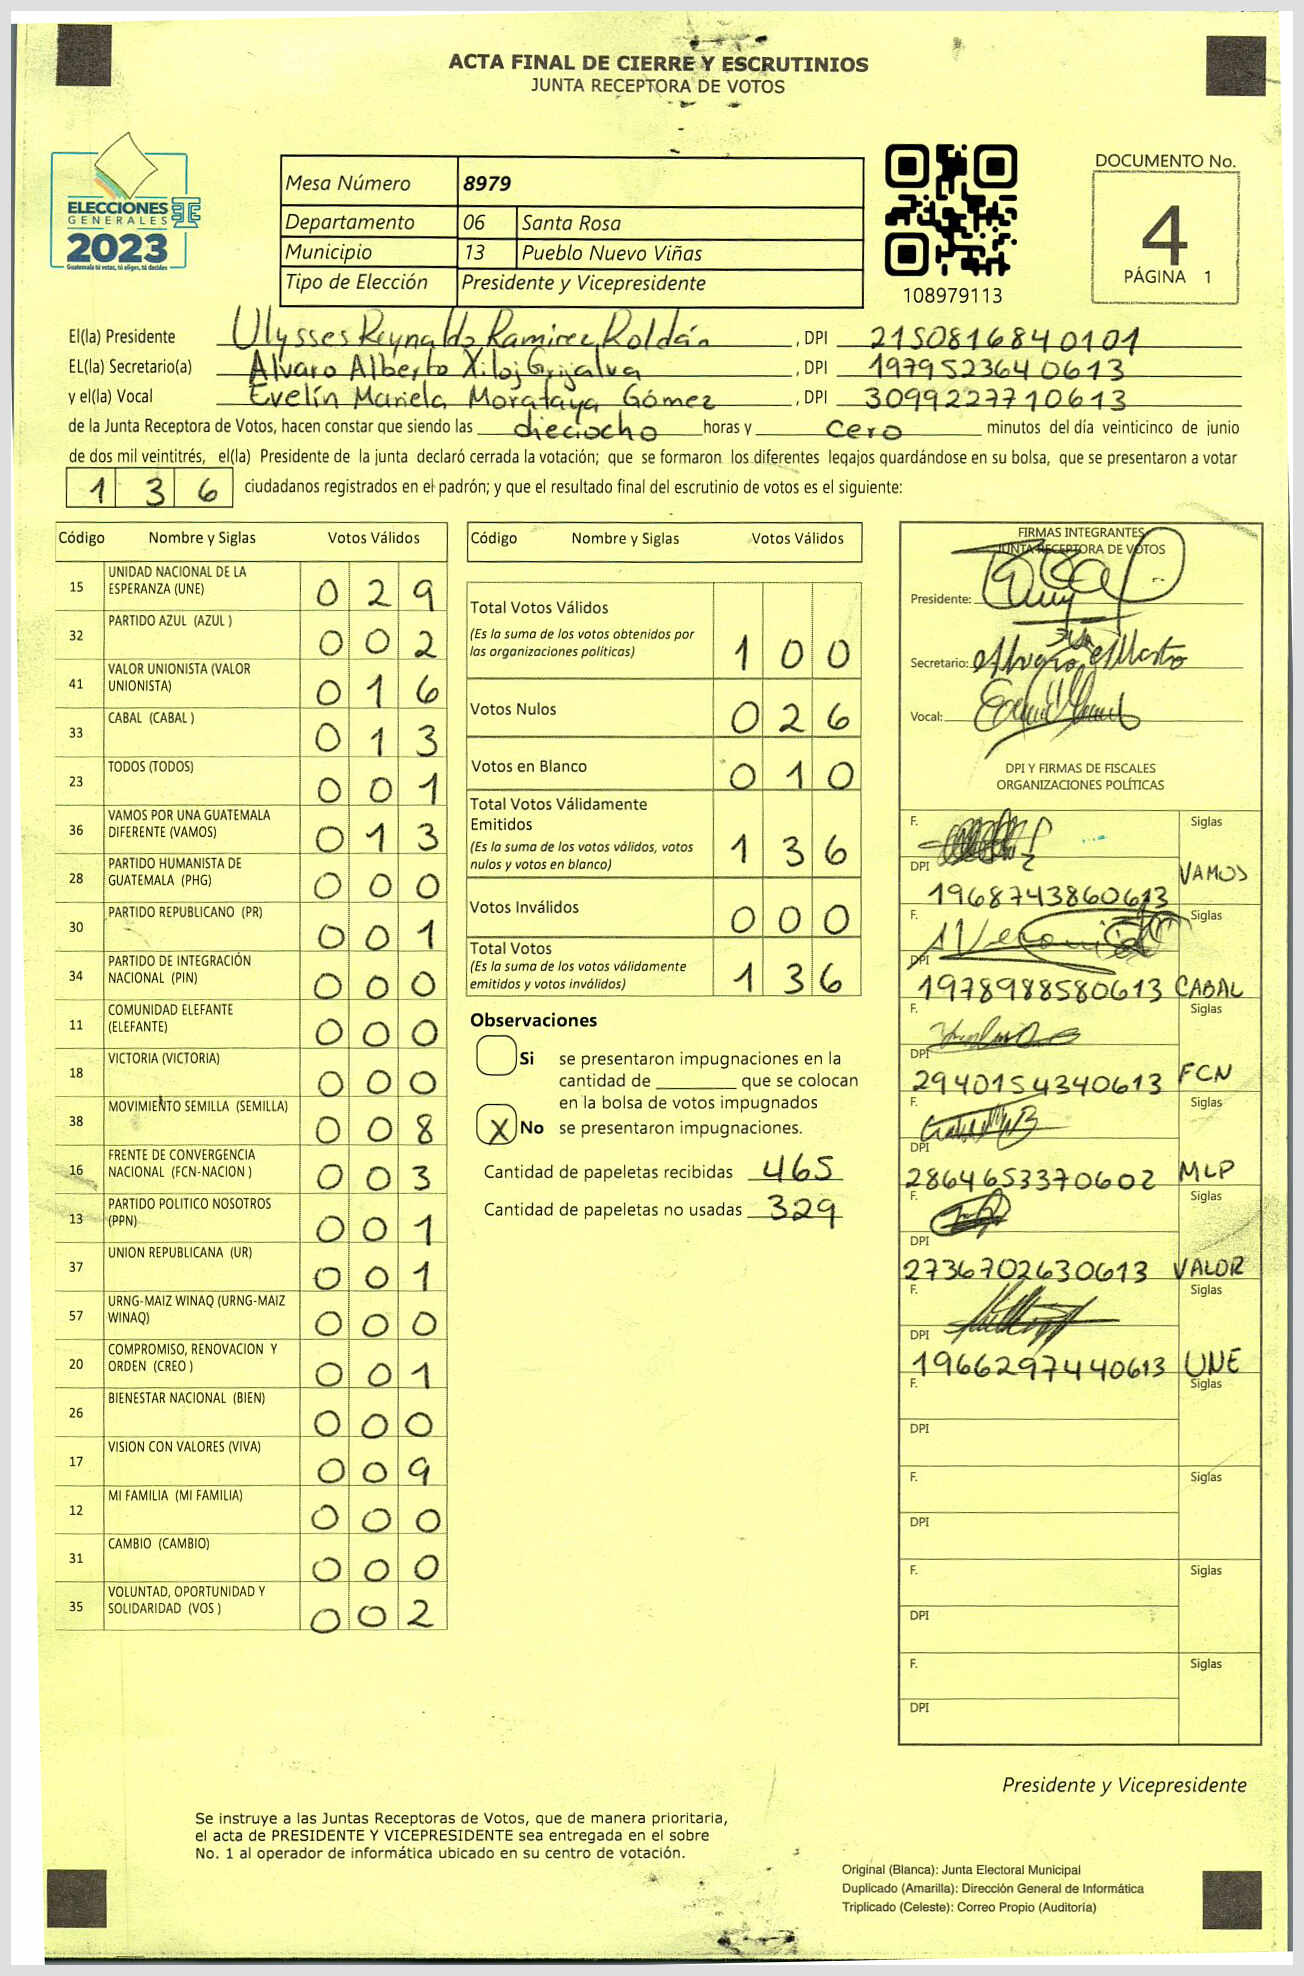 ACTA FINAL DE CIERRE Y ESCRUTINIOS
JUNTA RECEPTORA DE VOTOS
ELECCIONES
GENERALES
2023
Guatemala tú votas, tú eliges, tú decides
Mesa Número 8979
Departamento 06 Santa Rosa
Municipio 13 Pueblo Nuevo Viñas
Tipo de Elección Presidente y Vicepresidente
108979113
DOCUMENTO No.
4
PÁGINA 1
El(la) Presidente Ulysses Reynaldo Ramirez Roldán, DPI 2150816840101
EL(la) Secretario(a) Alvaro Alberto Xiloj Grijalva, DPI 1979523640613
y el(la) Vocal Evelín Mariela Morataya Gómez, DPI 3099227710613
de la Junta Receptora de Votos, hacen constar que siendo las dieciocho horas y cero minutos del día veinticinco de junio
de dos mil veintitrés, el(la) Presidente de la junta declaró cerrada la votación; que se formaron los diferentes legajos guardándose en su bolsa, que se presentaron a votar
1 3 6 ciudadanos registrados en el padrón; y que el resultado final del escrutinio de votos es el siguiente:
Código Nombre y Siglas Votos Válidos
15 UNIDAD NACIONAL DE LA
ESPERANZA (UNE) 0 2 9
32 PARTIDO AZUL (AZUL ) 0 0 2
41 VALOR UNIONISTA (VALOR
UNIONISTA) 0 1 6
33 CABAL (CABAL ) 0 1 3
23 TODOS (TODOS) 0 0 1
36 VAMOS POR UNA GUATEMALA
DIFERENTE (VAMOS) 0 1 3
28 PARTIDO HUMANISTA DE
GUATEMALA (PHG) 0 0 0
30 PARTIDO REPUBLICANO (PR) 0 0 1
34 PARTIDO DE INTEGRACIÓN
NACIONAL (PIN) 0 0 0
11 COMUNIDAD ELEFANTE
(ELEFANTE) 0 0 0
18 VICTORIA (VICTORIA) 0 0 0
38 MOVIMIENTO SEMILLA (SEMILLA) 0 0 8
16 FRENTE DE CONVERGENCIA
NACIONAL (FCN-NACION ) 0 0 3
13 PARTIDO POLITICO NOSOTROS
(PPN) 0 0 1
37 UNION REPUBLICANA (UR) 0 0 1
57 URNG-MAIZ WINAQ (URNG-MAIZ
WINAQ) 0 0 0
20 COMPROMISO, RENOVACION Y
ORDEN (CREO ) 0 0 1
26 BIENESTAR NACIONAL (BIEN) 0 0 0
17 VISION CON VALORES (VIVA) 0 0 9
12 MI FAMILIA (MI FAMILIA) 0 0 0
31 CAMBIO (CAMBIO) 0 0 0
35 VOLUNTAD, OPORTUNIDAD Y
SOLIDARIDAD (VOS ) 0 0 2
Código Nombre y Siglas Votos Válidos
Total Votos Válidos
(Es la suma de los votos obtenidos por
las organizaciones políticas) 1 0 0
Votos Nulos 0 2 6
Votos en Blanco 0 1 0
Total Votos Válidamente
Emitidos
(Es la suma de los votos válidos, votos
nulos y votos en blanco) 1 3 6
Votos Inválidos 0 0 0
Total Votos
(Es la suma de los votos válidamente
emitidos y votos inválidos) 1 3 6
Observaciones
Si se presentaron impugnaciones en la
cantidad de ________ que se colocan
en la bolsa de votos impugnados
X No se presentaron impugnaciones.
Cantidad de papeletas recibidas 465
Cantidad de papeletas no usadas 329
FIRMAS INTEGRANTES
JUNTA RECEPTORA DE VOTOS
Presidente:
Secretario:
Vocal:
DPI Y FIRMAS DE FISCALES
ORGANIZACIONES POLÍTICAS
F. Siglas
DPI 1968743860613 VAMOS
F. Siglas
DPI 1978988580613 CABAL
F. Siglas
DPI 2940154340613 FCN
F. Siglas
DPI 2864653370602 MLP
F. Siglas
DPI 2736702630613 VALOR
F. Siglas
DPI 1966297440613 UNE
F. Siglas
DPI
F. Siglas
DPI
F. Siglas
DPI
F. Siglas
DPI
Presidente y Vicepresidente
Se instruye a las Juntas Receptoras de Votos, que de manera prioritaria,
el acta de PRESIDENTE Y VICEPRESIDENTE sea entregada en el sobre
No. 1 al operador de informática ubicado en su centro de votación.
Original (Blanca): Junta Electoral Municipal
Duplicado (Amarilla): Dirección General de Informática
Triplicado (Celeste): Correo Propio (Auditoría)